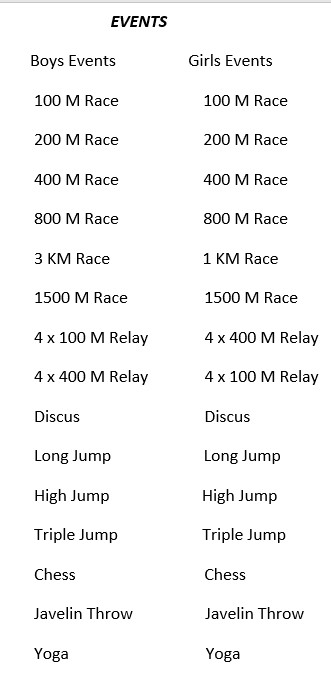 EVENTS
Boys Events Girls Events
100 M Race 100 M Race
200 M Race 200 M Race
400 M Race 400 M Race
800 M Race 800 M Race
3 KM Race 1 KM Race
1500 M Race 1500 M Race
4 x 100 M Relay 4 x 400 M Relay
4 x 400 M Relay 4 x 100 M Relay
Discus Discus
Long Jump Long Jump
High Jump High Jump
Triple Jump Triple Jump
Chess Chess
Javelin Throw Javelin Throw
Yoga Yoga